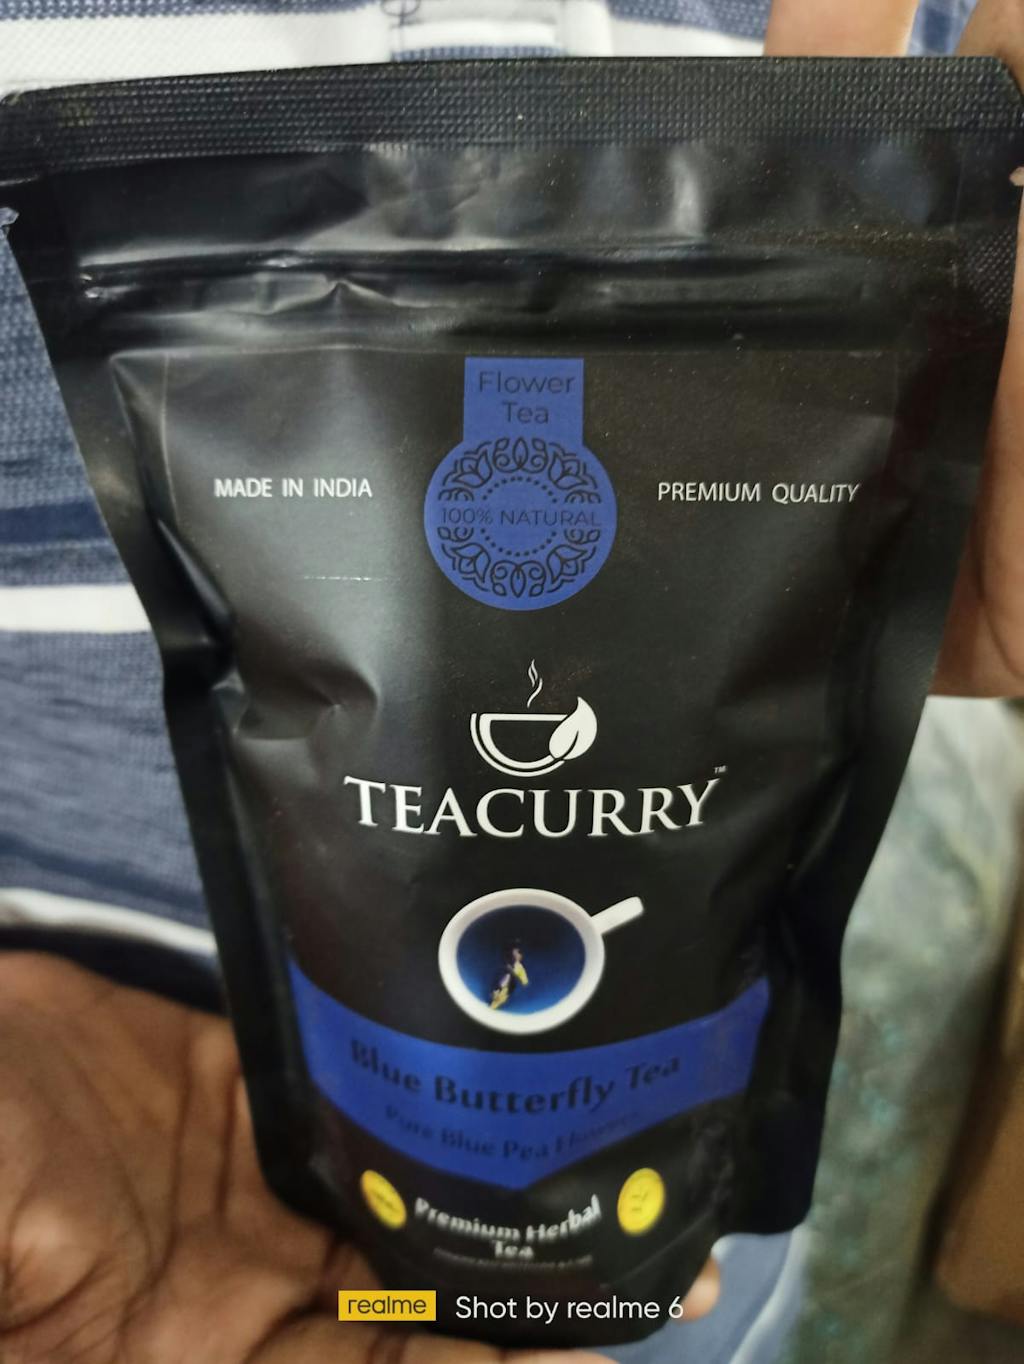 Flower
Tea
MADE IN INDIA
100% NATURAL
PREMIUM QUALITY
TEACURRY™
Blue Butterfly Tea
Pure Blue Pea Flowers
Premium Herbal
Tea
realme Shot by realme 6